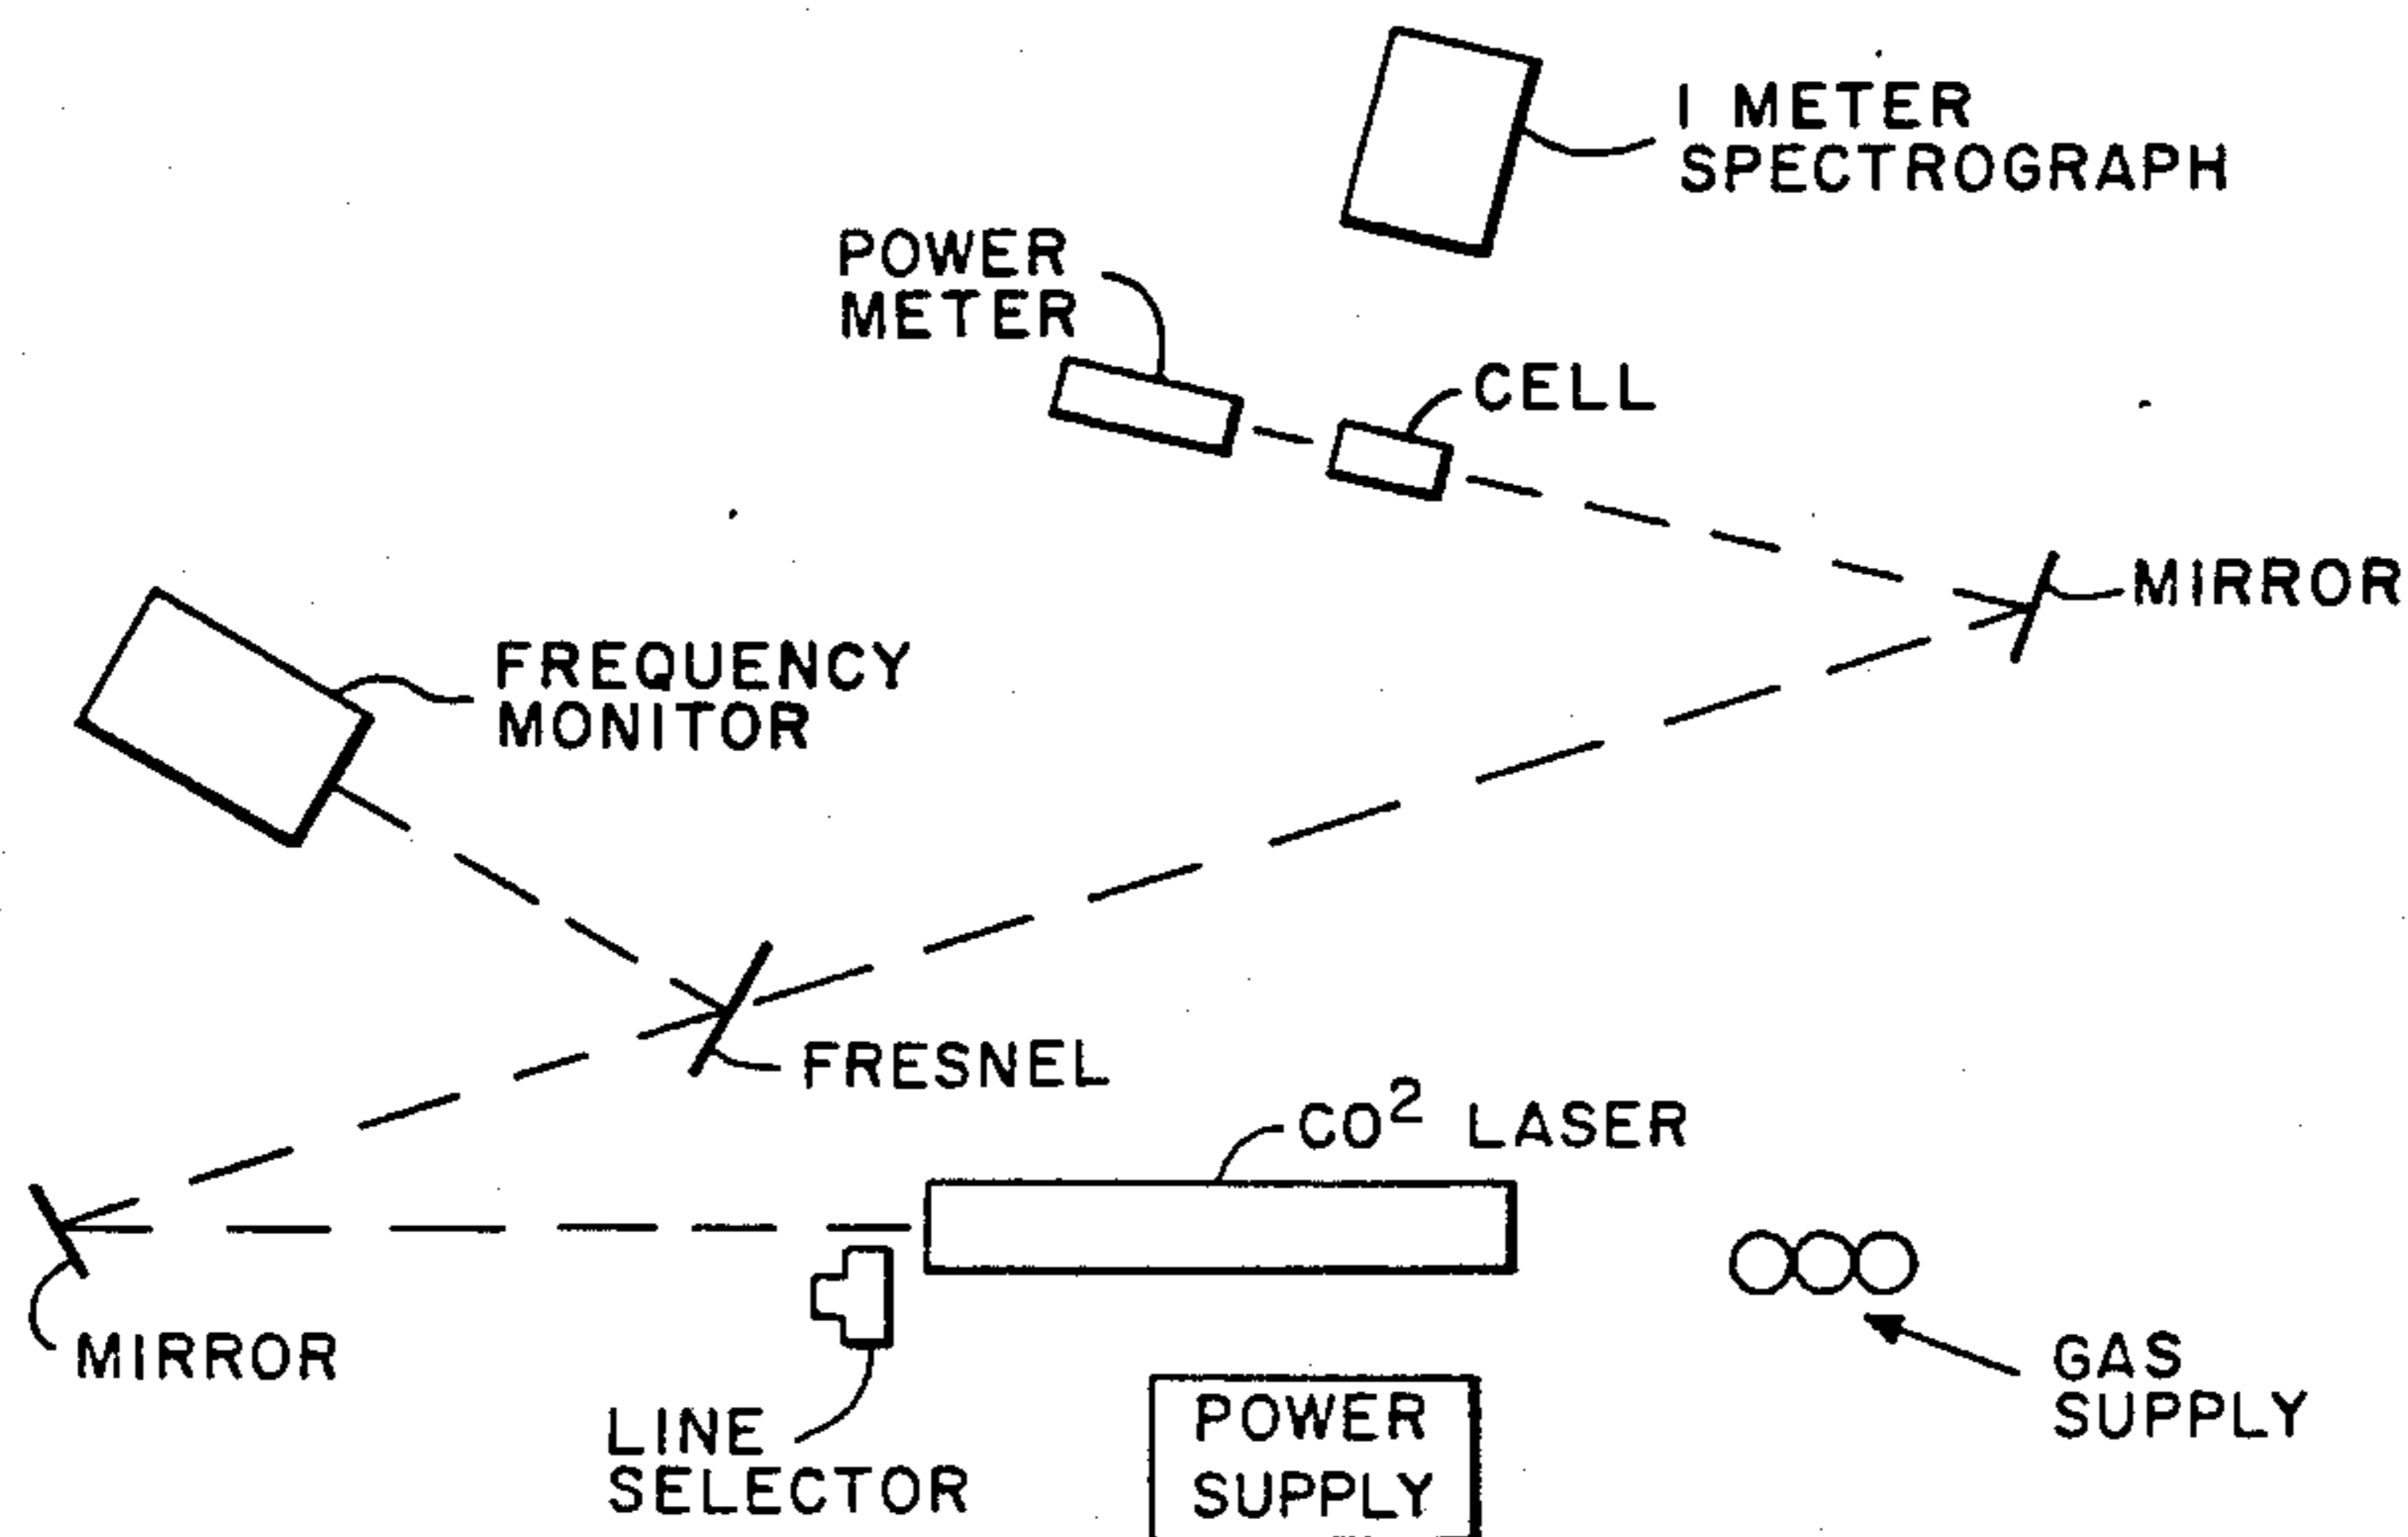 I METER
SPECTROGRAPH
POWER
METER
CELL
MIRROR
FREQUENCY
MONITOR
FRESNEL
CO² LASER
MIRROR
GAS
SUPPLY
LINE
SELECTOR
POWER
SUPPLY